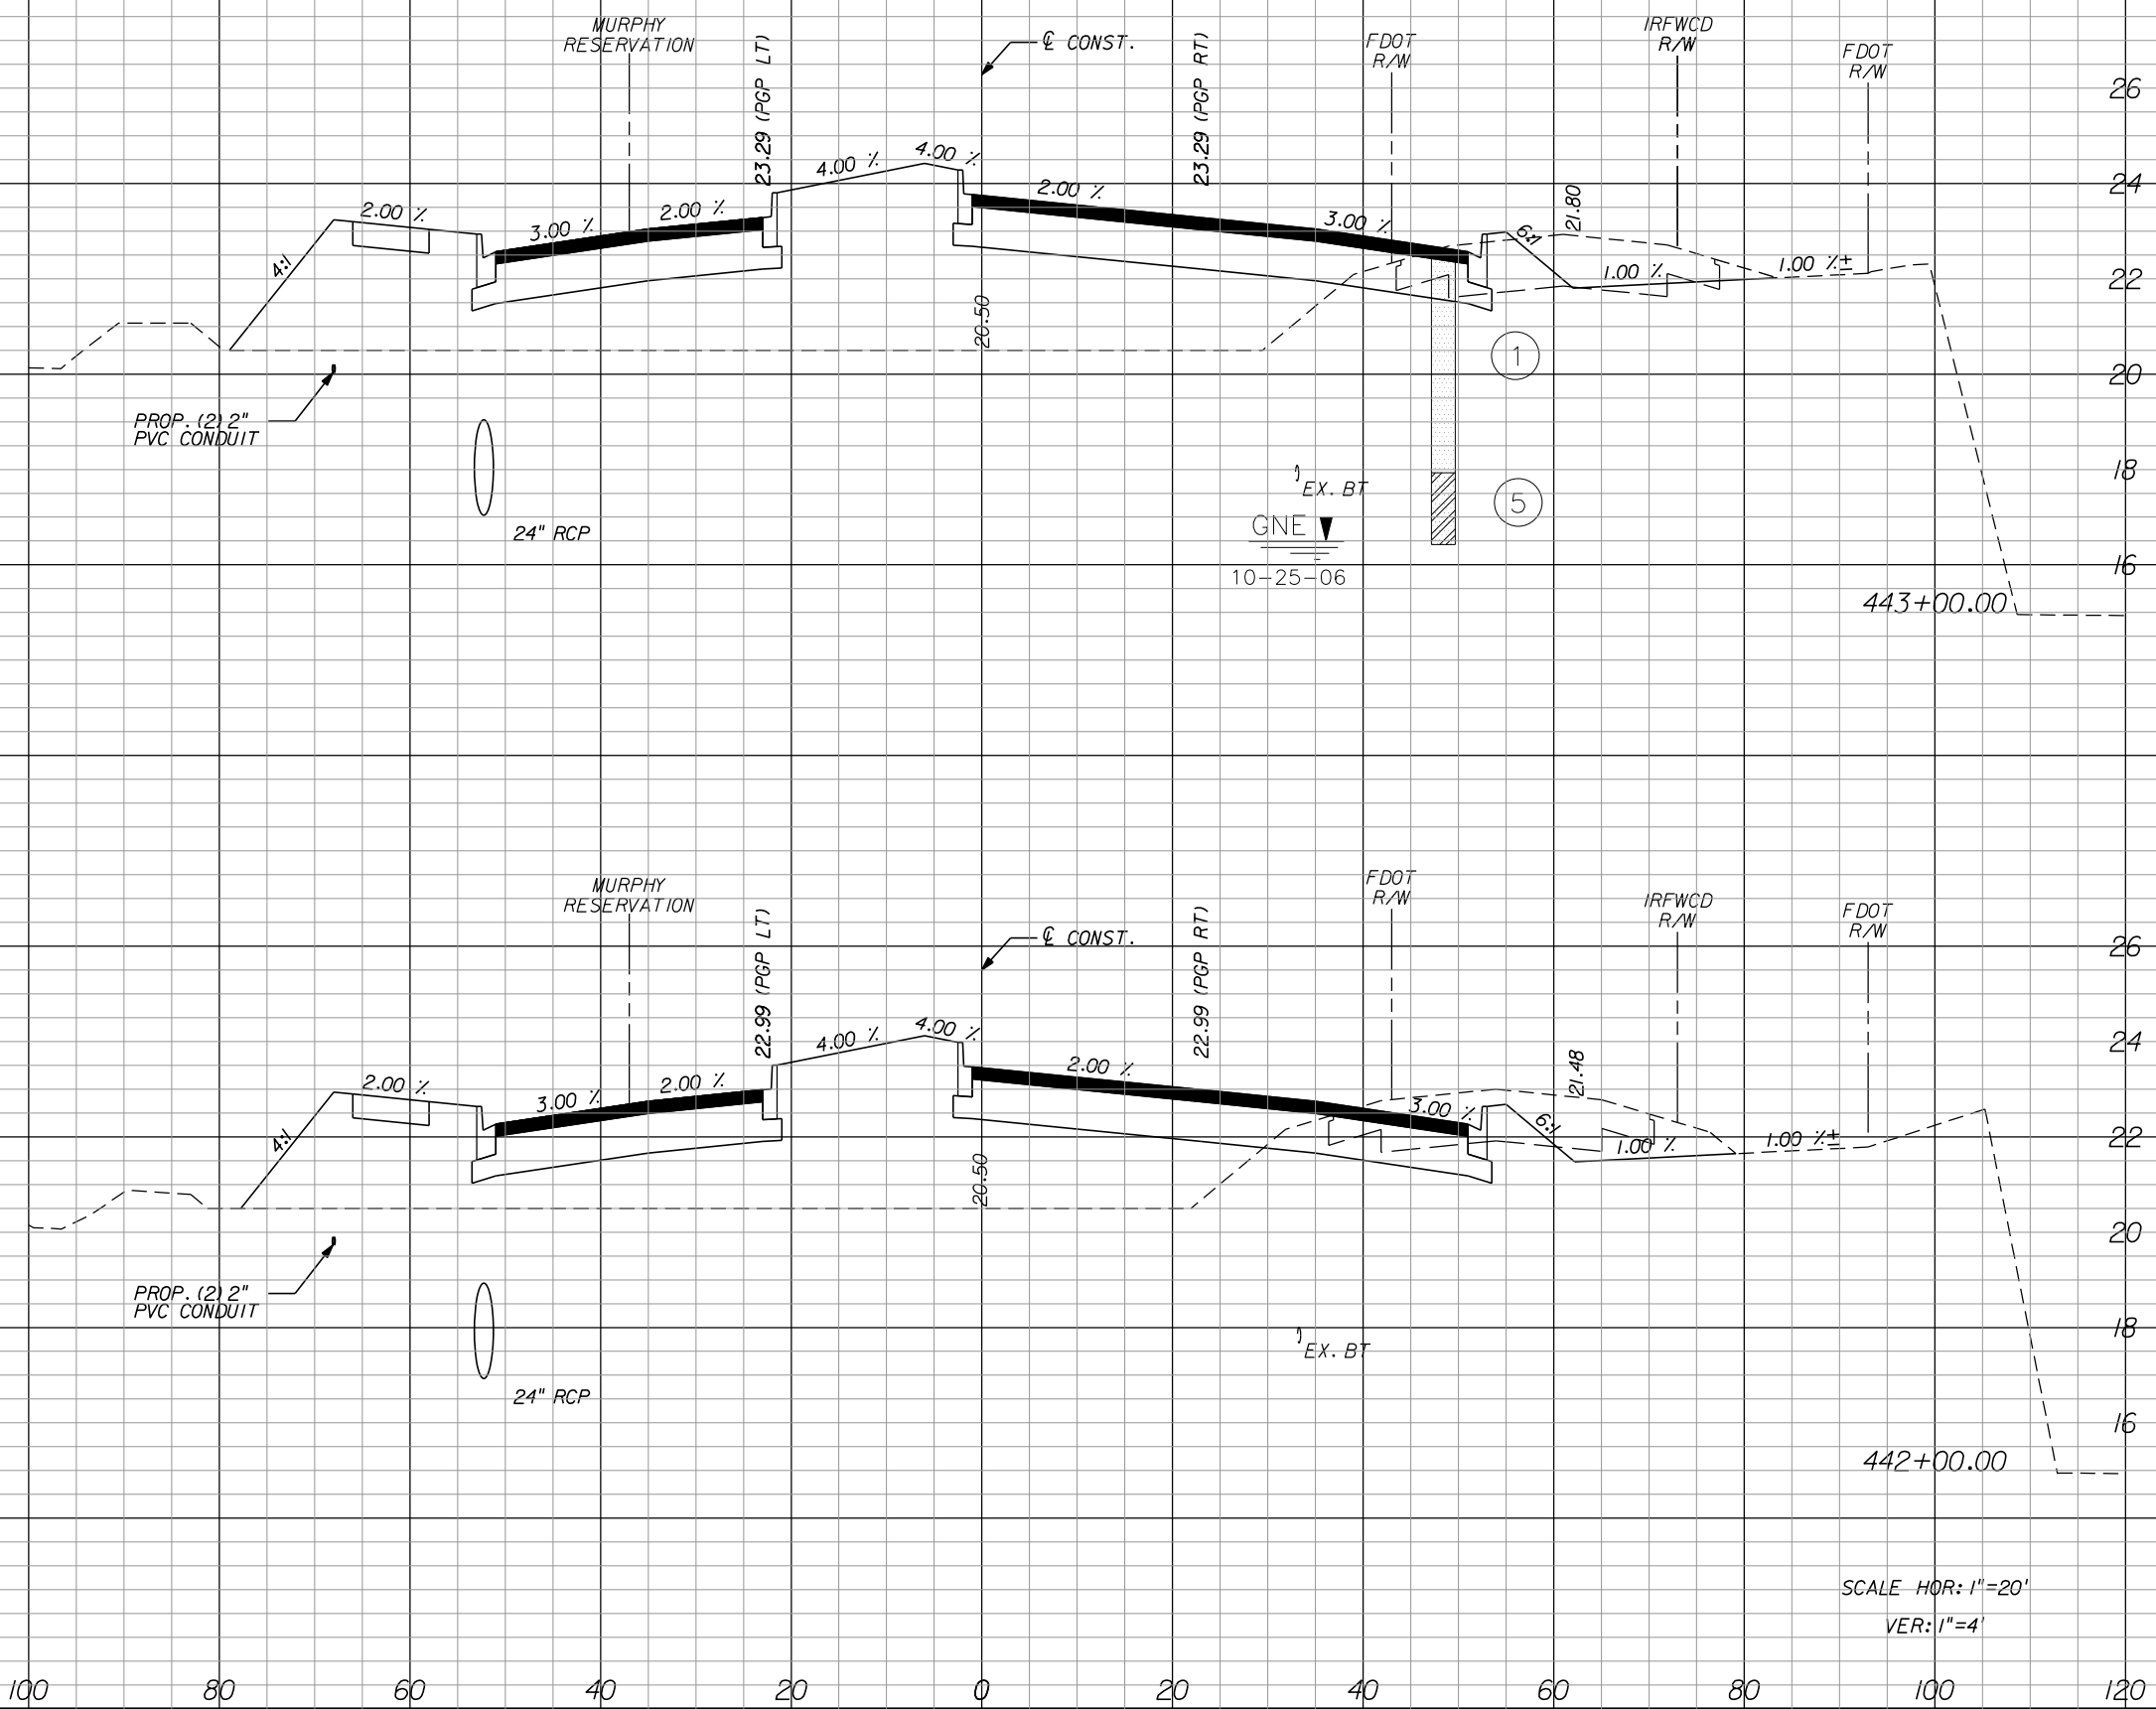 MURPHY
RESERVATION
23.29 (PGP LT)
℄ CONST.
23.29 (PGP RT)
FDOT
R/W
IRFWCD
R/W
FDOT
R/W
26
4.00 %
4.00 %
24
2.00 %
3.00 %
2.00 %
2.00 %
3.00 %
6:1
21.80
4:1
1.00 %
1.00 %±
22
20.50
1
20
PROP. (2) 2"
PVC CONDUIT
18
EX. BT
5
24" RCP
GNE
10-25-06
16
443+00.00
MURPHY
RESERVATION
22.99 (PGP LT)
℄ CONST.
22.99 (PGP RT)
FDOT
R/W
IRFWCD
R/W
FDOT
R/W
26
4.00 %
4.00 %
24
2.00 %
3.00 %
2.00 %
2.00 %
3.00 %
6:1
21.48
4:1
1.00 %
1.00 %±
22
20.50
20
PROP. (2) 2"
PVC CONDUIT
18
EX. BT
24" RCP
16
442+00.00
SCALE HOR: 1"=20'
VER: 1"=4'
100 80 60 40 20 0 20 40 60 80 100 120